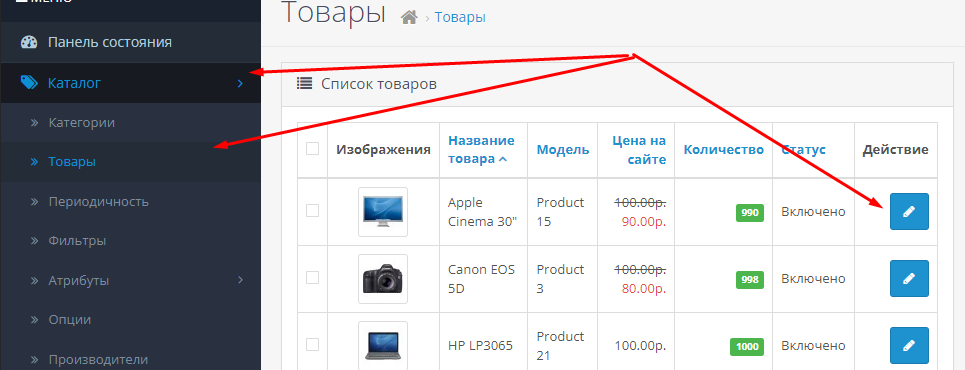 Товары › Товары
Панель состояния
Каталог
Категории
Товары
Периодичность
Фильтры
Атрибуты
Опции
Производители
Список товаров
Изображения
Название
товара
Модель
Цена на
сайте
Количество
Статус
Действие
Apple
Cinema 30"
Product
15
100.00р.
90.00р.
990
Включено
Canon EOS
5D
Product
3
100.00р.
80.00р.
998
Включено
HP LP3065
Product
21
100.00р.
1000
Включено